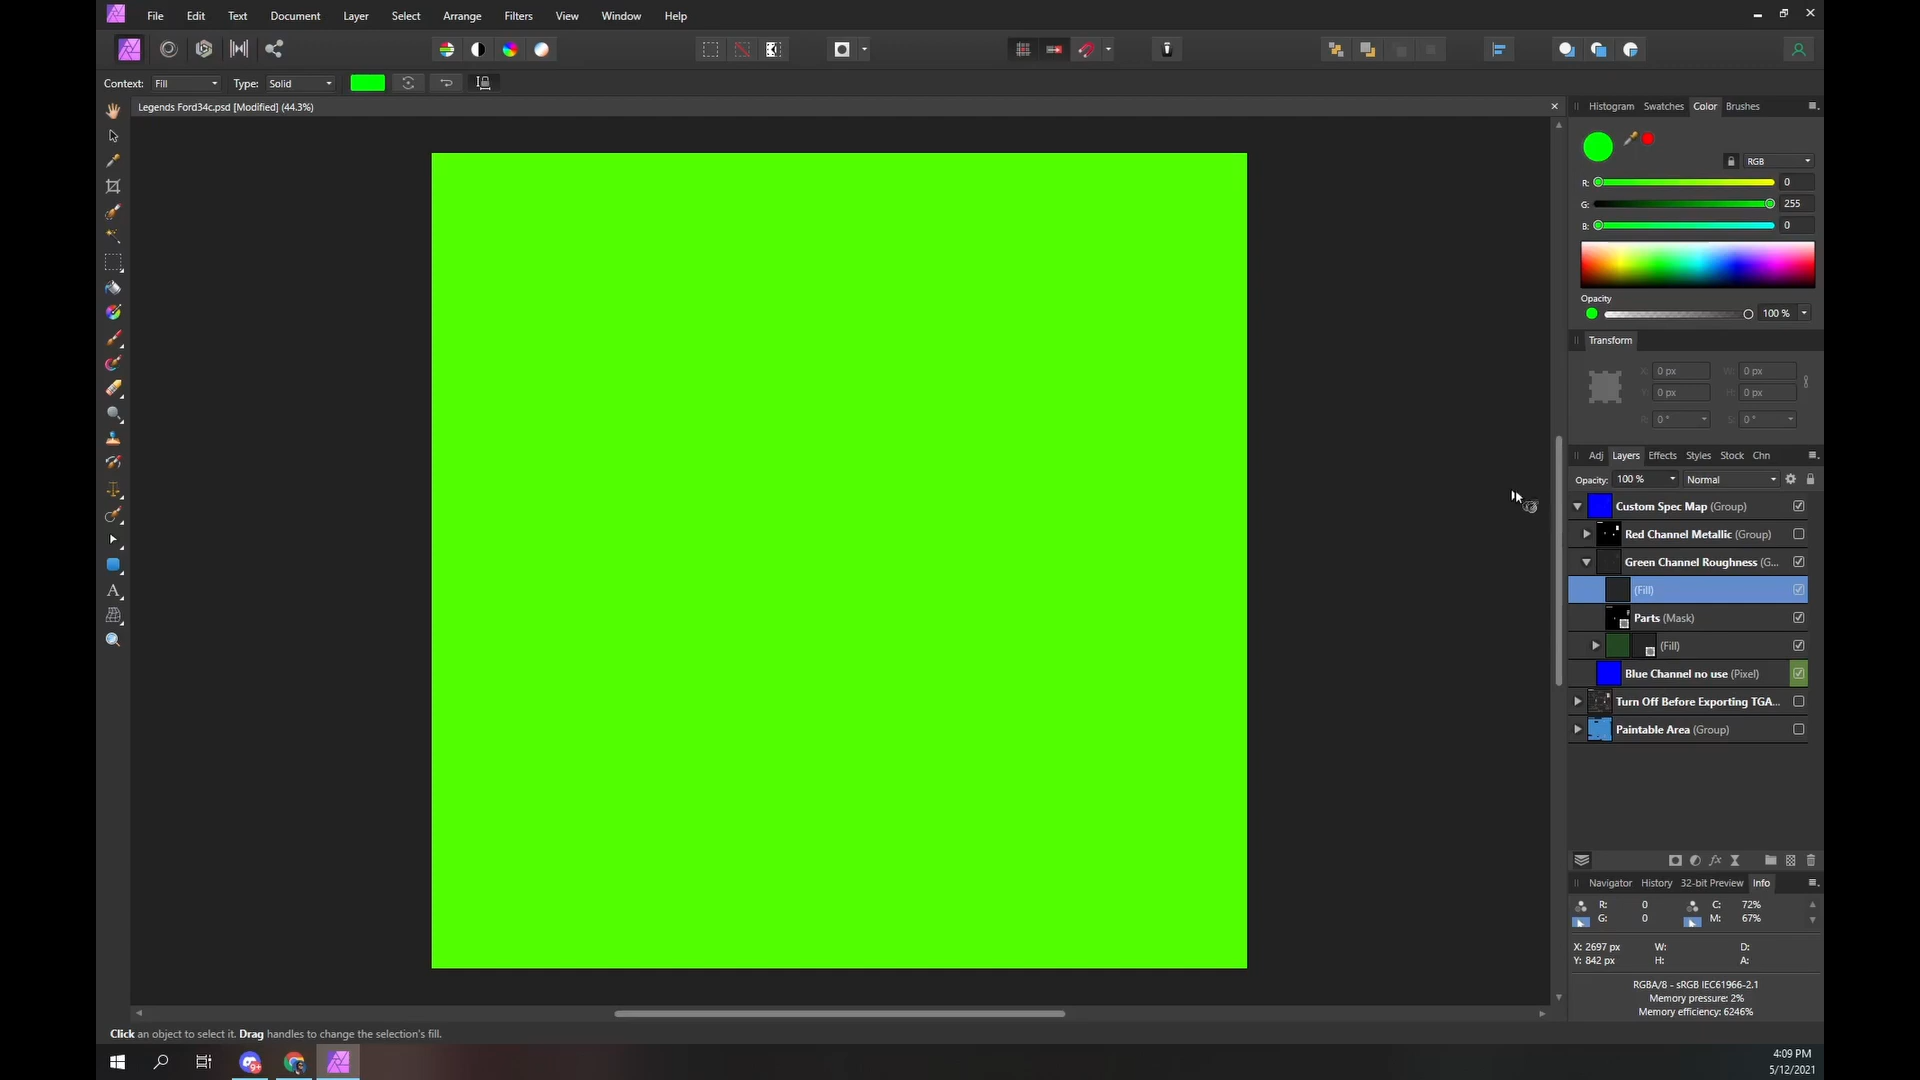 File Edit Text Document Layer Select Arrange Filters View Window Help
Context: Fill Type: Solid
Legends Ford34c.psd [Modified] (44.3%)
Histogram Swatches Color Brushes
RGB
R: 0
G: 255
B: 0
Opacity
100 %
Transform
X: 0 px W: 0 px
Y: 0 px H: 0 px
R: 0 ° S: 0 °
Adj Layers Effects Styles Stock Chn
Opacity: 100 % Normal
Custom Spec Map (Group)
Red Channel Metallic (Group)
Green Channel Roughness (G...
(Fill)
Parts (Mask)
(Fill)
Blue Channel no use (Pixel)
Turn Off Before Exporting TGA...
Paintable Area (Group)
fx
Navigator History 32-bit Preview Info
R: 0 C: 72%
G: 0 M: 67%
X: 2697 px W: D:
Y: 842 px H: A:
RGBA/8 - sRGB IEC61966-2.1
Memory pressure: 2%
Memory efficiency: 6246%
Click an object to select it. Drag handles to change the selection's fill.
9+
4:09 PM
5/12/2021